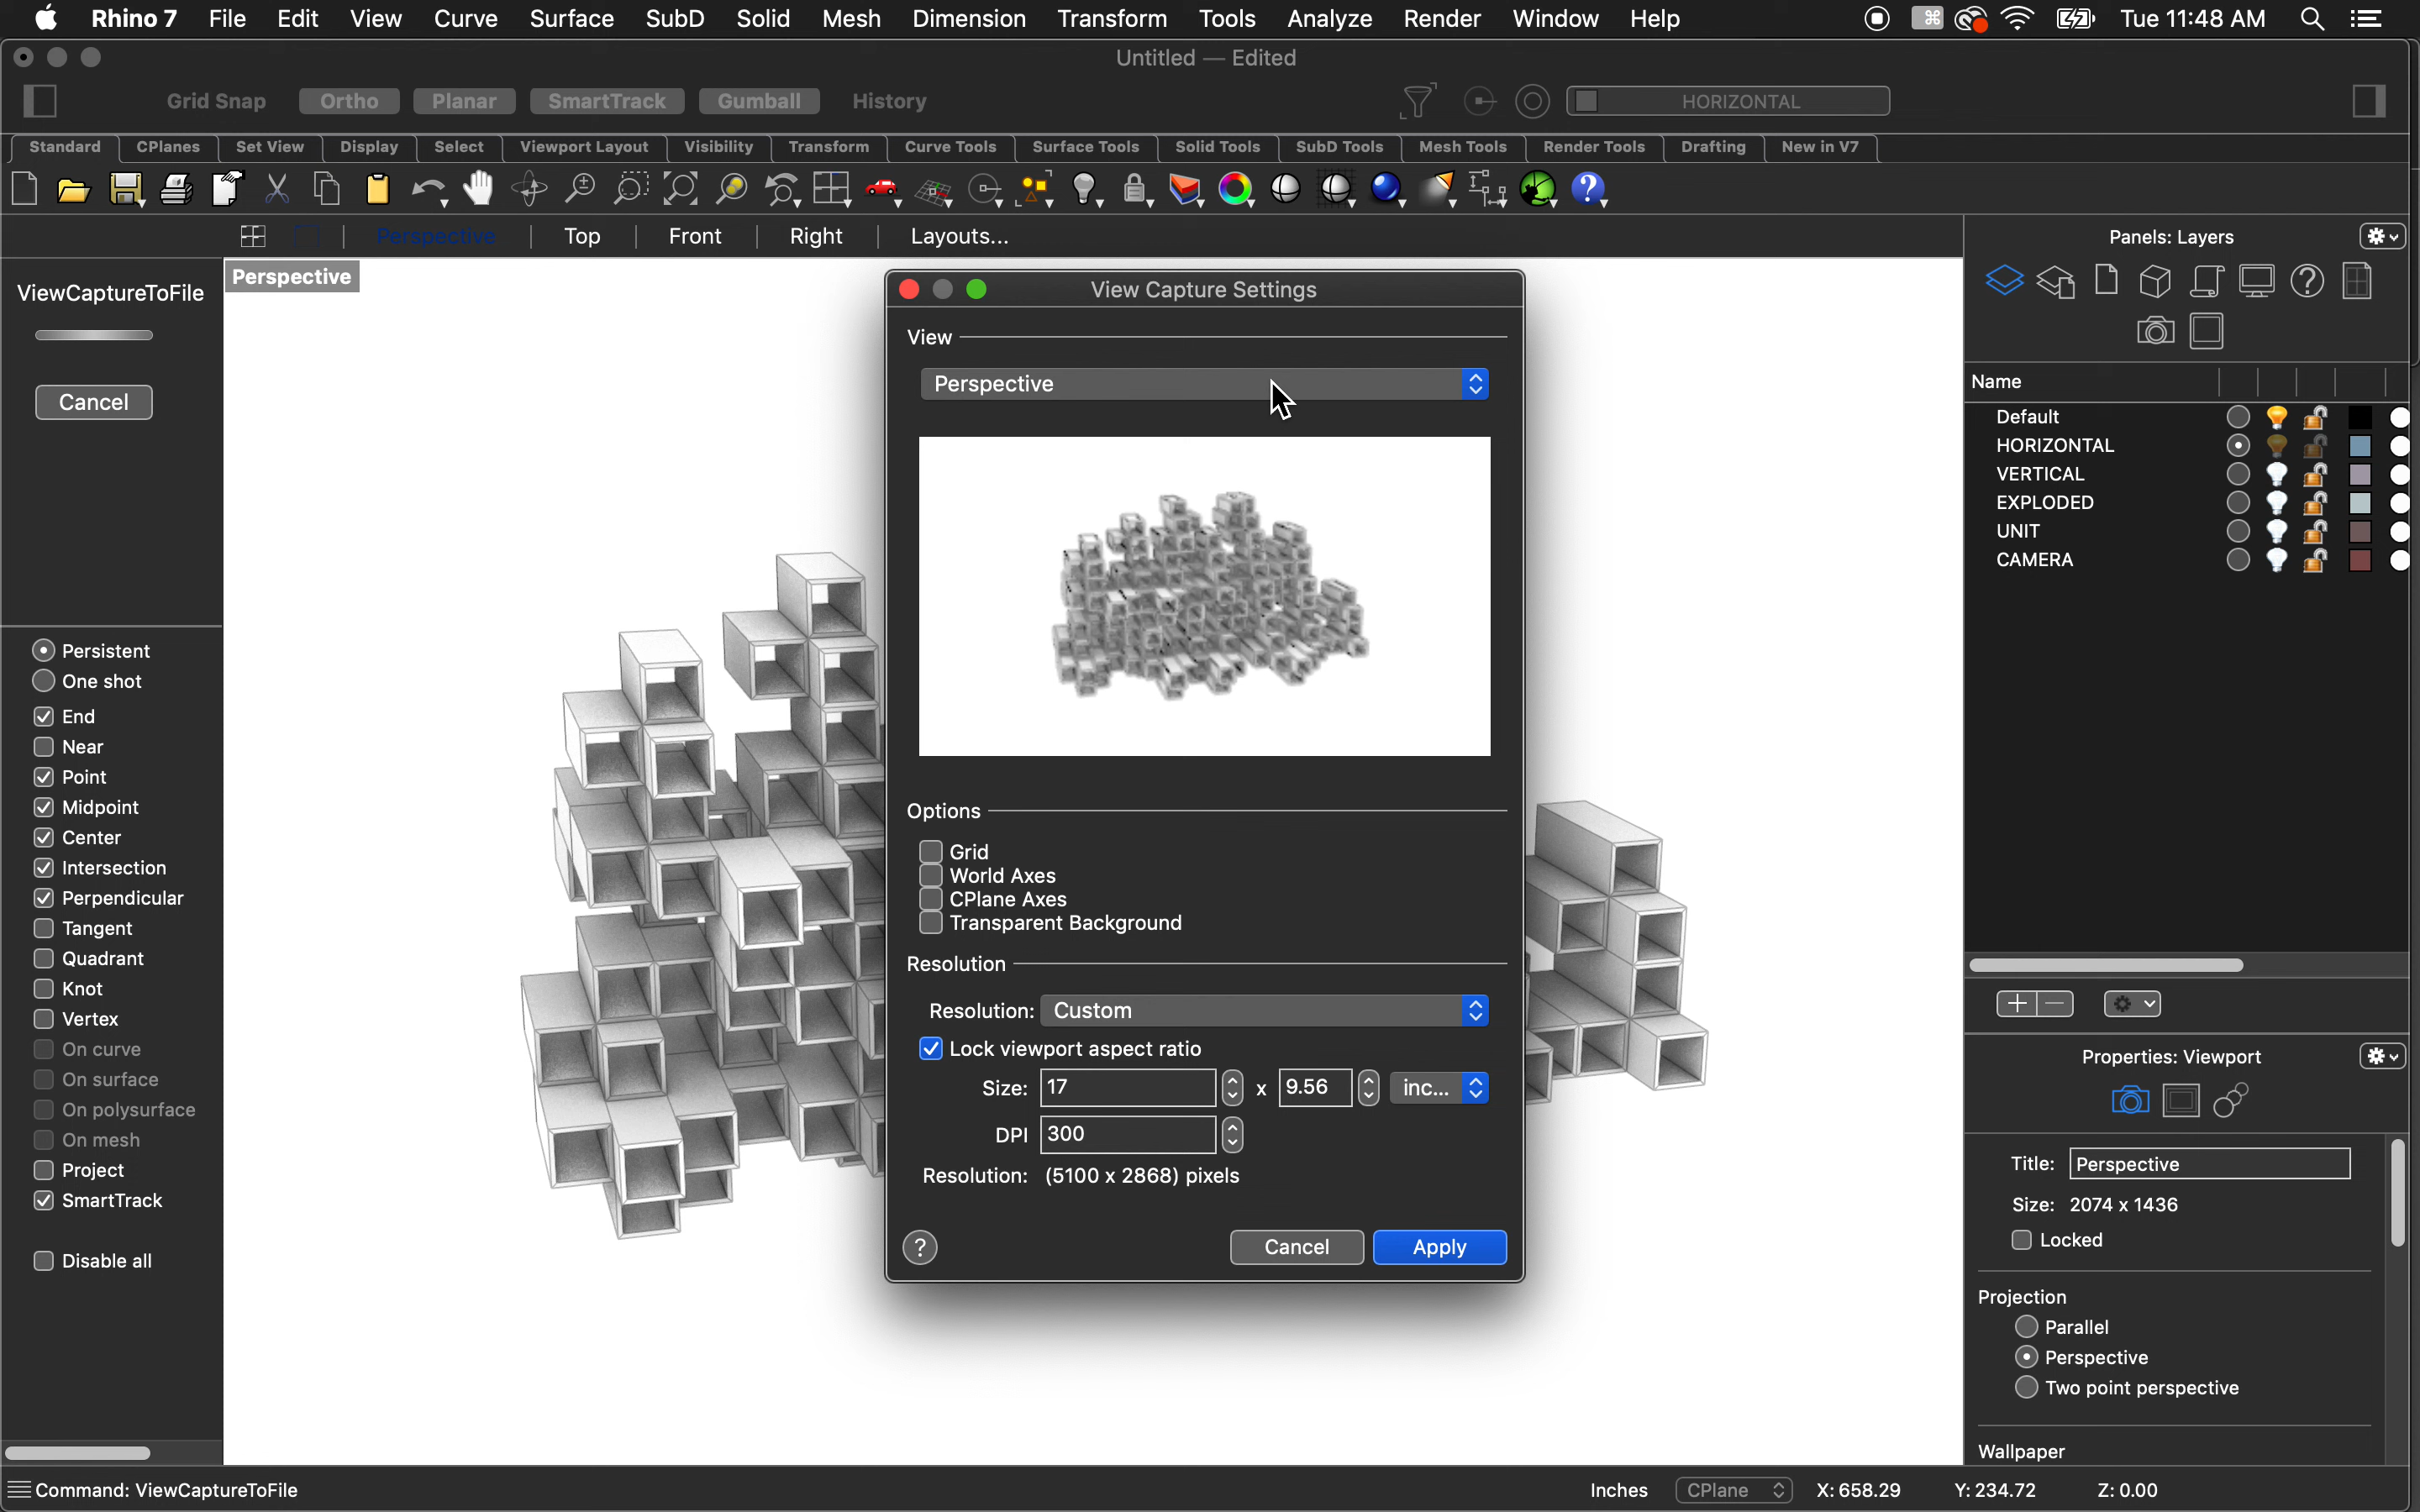 Rhino 7 File Edit View Curve Surface SubD Solid Mesh Dimension Transform Tools Analyze Render Window Help Tue 11:48 AM
Untitled — Edited
Grid Snap Ortho Planar SmartTrack Gumball History HORIZONTAL
Standard CPlanes Set View Display Select Viewport Layout Visibility Transform Curve Tools Surface Tools Solid Tools SubD Tools Mesh Tools Render Tools Drafting New in V7
Perspective Top Front Right Layouts...
ViewCaptureToFile
Cancel
Persistent
One shot
End
Near
Point
Midpoint
Center
Intersection
Perpendicular
Tangent
Quadrant
Knot
Vertex
On curve
On surface
On polysurface
On mesh
Project
SmartTrack
Disable all
Perspective
View Capture Settings
View
Perspective
Options
Grid
World Axes
CPlane Axes
Transparent Background
Resolution
Resolution: Custom
Lock viewport aspect ratio
Size: 17 x 9.56 inc...
DPI 300
Resolution: (5100 x 2868) pixels
? Cancel Apply
Panels: Layers
Name
Default
HORIZONTAL
VERTICAL
EXPLODED
UNIT
CAMERA
Properties: Viewport
Title: Perspective
Size: 2074 x 1436
Locked
Projection
Parallel
Perspective
Two point perspective
Wallpaper
Command: ViewCaptureToFile
Inches CPlane X: 658.29 Y: 234.72 Z: 0.00